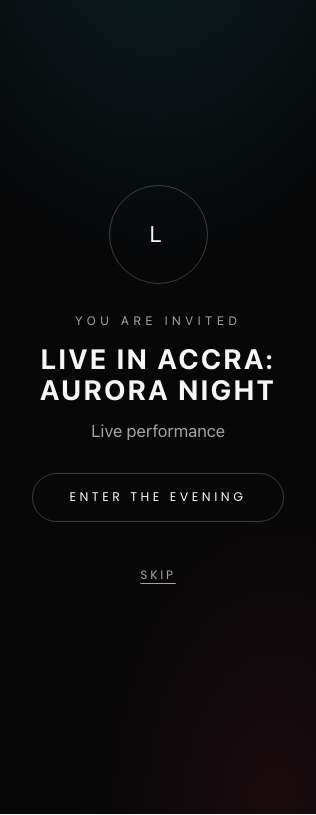 L
YOU ARE INVITED
LIVE IN ACCRA:
AURORA NIGHT
Live performance
ENTER THE EVENING
SKIP